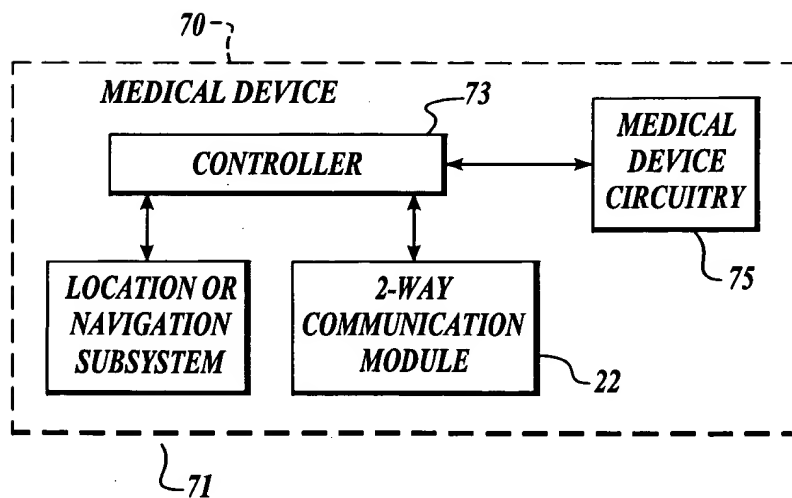 70
MEDICAL DEVICE
73
CONTROLLER
MEDICAL
DEVICE
CIRCUITRY
75
LOCATION OR
NAVIGATION
SUBSYSTEM
2-WAY
COMMUNICATION
MODULE
22
71